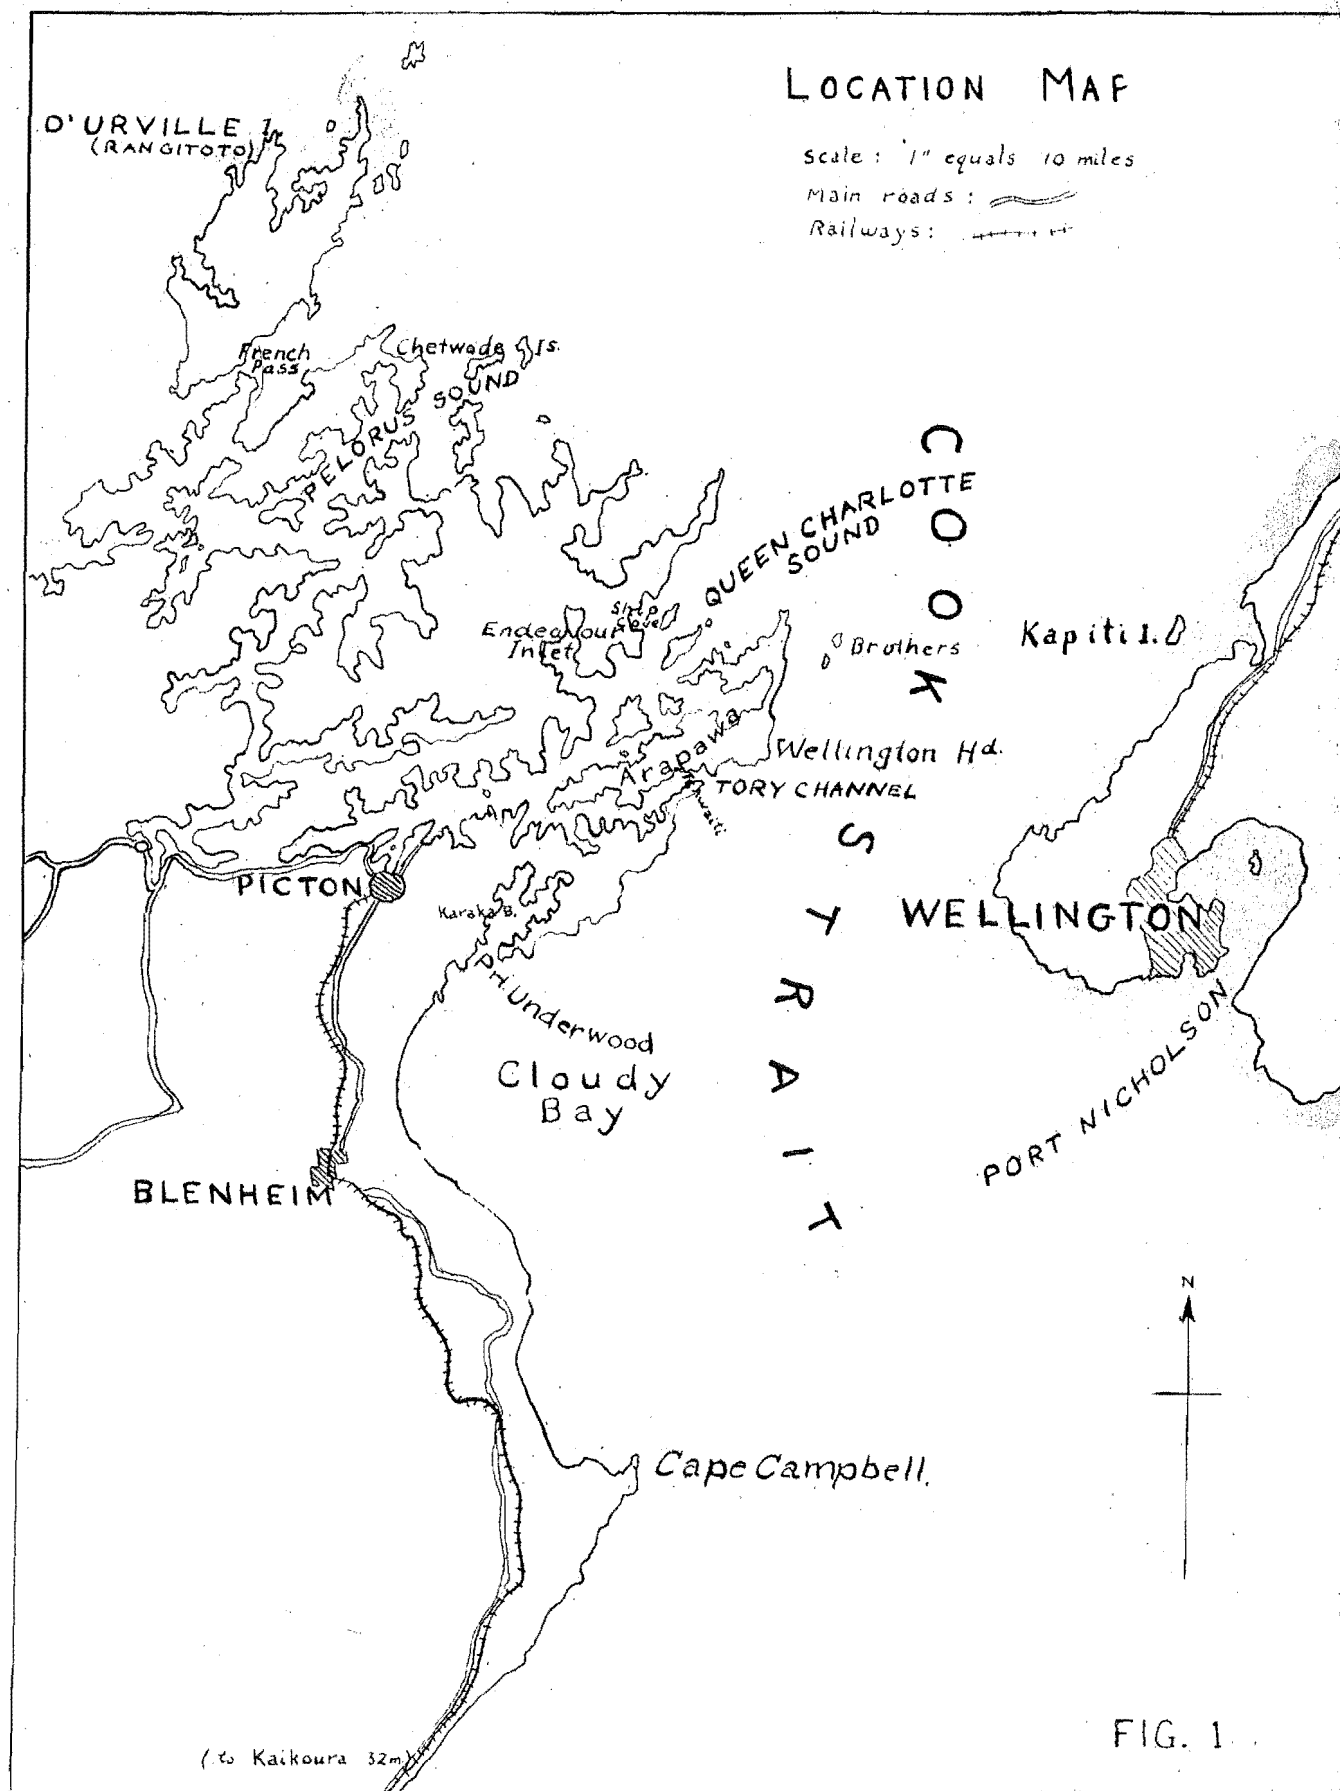 LOCATION MAP
Scale : 1" equals 10 miles
Main roads :
Railways :
D'URVILLE I.
(RANGITOTO)
French
Pass
Chetwode Is.
PELORUS SOUND
QUEEN CHARLOTTE
SOUND
COOK STRAIT
Ship
Cove
Endeavour
Inlet
Brothers
Kapiti I.
Arapawa
Wellington Hd.
TORY CHANNEL
PICTON
Karaka B.
WELLINGTON
Pt. Underwood
Cloudy
Bay
PORT NICHOLSON
BLENHEIM
N
Cape Campbell.
(to Kaikoura 32m)
FIG. 1.